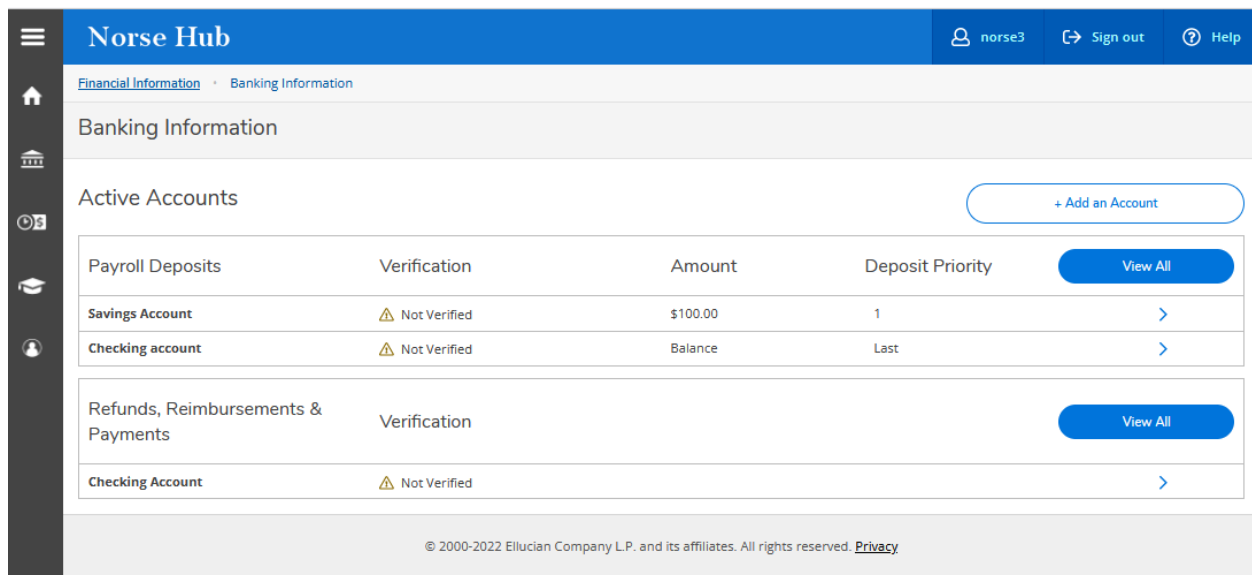 Norse Hub norse3 Sign out Help
Financial Information • Banking Information
Banking Information
Active Accounts
+ Add an Account
Payroll Deposits Verification Amount Deposit Priority View All
Savings Account Not Verified $100.00 1
Checking account Not Verified Balance Last
Refunds, Reimbursements &
Payments
Verification View All
Checking Account Not Verified
© 2000-2022 Ellucian Company L.P. and its affiliates. All rights reserved. Privacy